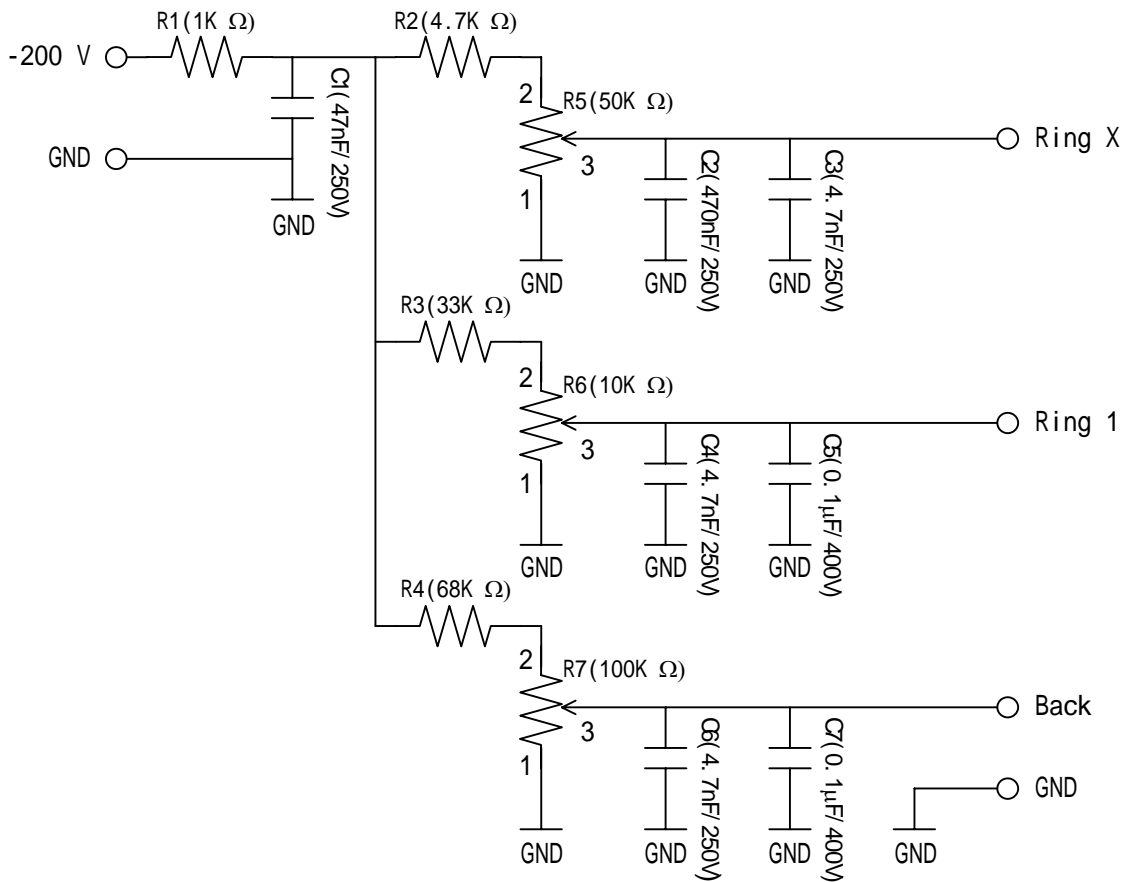 R1(1K Ω)
R2(4.7K Ω)
-200 V
C1(47nF/250V)
2
R5(50K Ω)
Ring X
GND
3
C2(470nF/250V)
C3(4.7nF/250V)
1
GND
GND
GND
GND
R3(33K Ω)
2
R6(10K Ω)
Ring 1
3
C4(4.7nF/250V)
C5(0.1μF/400V)
1
GND
GND
GND
R4(68K Ω)
2
R7(100K Ω)
Back
3
C6(4.7nF/250V)
C7(0.1μF/400V)
1
GND
GND
GND
GND
GND